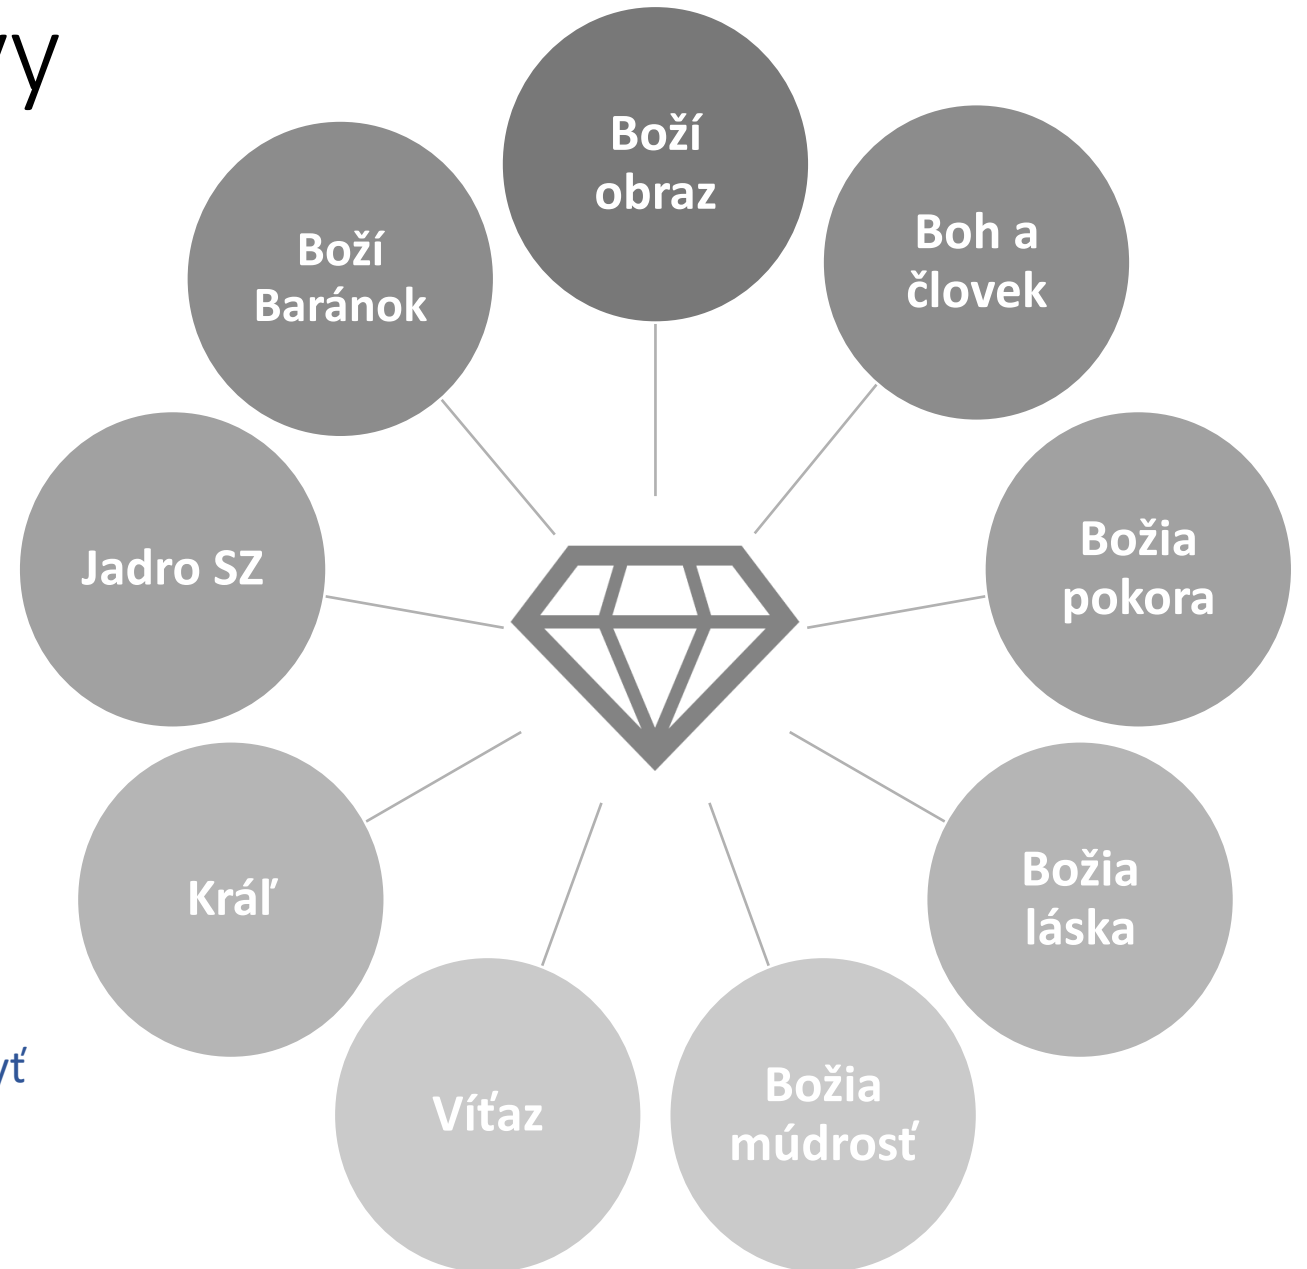 Boží
obraz
Boh a
človek
Božia
pokora
Božia
láska
Božia
múdrosť
Víťaz
Kráľ
Jadro SZ
Boží
Baránok